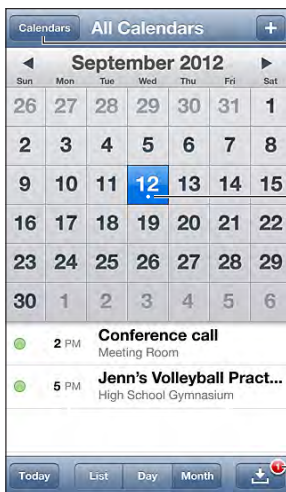 Calendars All Calendars +
September 2012
Sun Mon Tue Wed Thu Fri Sat
26 27 28 29 30 31 1
2 3 4 5 6 7 8
9 10 11 12 13 14 15
16 17 18 19 20 21 22
23 24 25 26 27 28 29
30 1 2 3 4 5 6
2 PM Conference call
Meeting Room
5 PM Jenn's Volleyball Pract...
High School Gymnasium
Today List Day Month